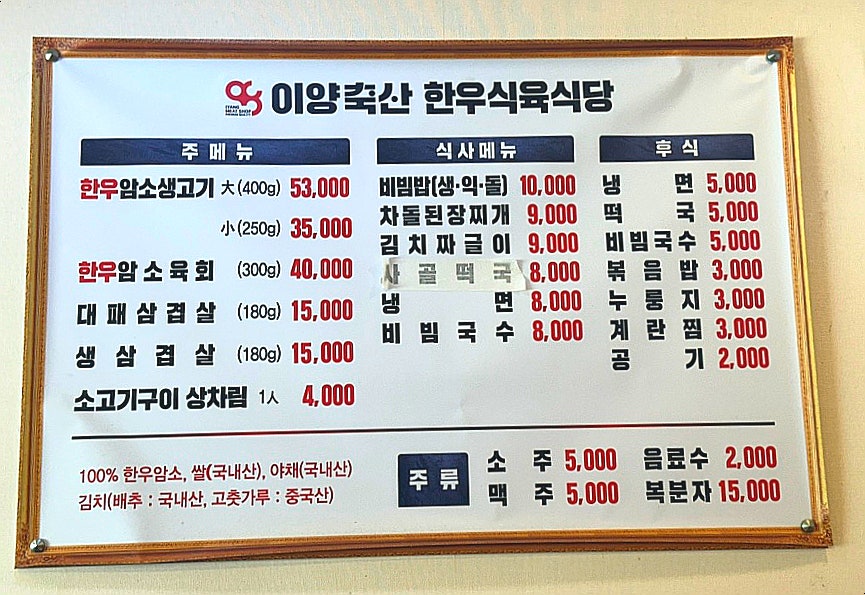 IYANG MEAT SHOP
이양축산 한우식육식당
주메뉴
한우암소생고기 大(400g) 53,000
小(250g) 35,000
한우암소육회 (300g) 40,000
대패삼겹살 (180g) 15,000
생삼겹살 (180g) 15,000
소고기구이 상차림 1人 4,000
식사메뉴
비빔밥(생·익·돌) 10,000
차돌된장찌개 9,000
김치짜글이 9,000
사골떡국 8,000
냉면 8,000
비빔국수 8,000
후식
냉면 5,000
떡국 5,000
비빔국수 5,000
볶음밥 3,000
누룽지 3,000
계란찜 3,000
공기 2,000
100% 한우암소, 쌀(국내산), 야채(국내산)
김치(배추 : 국내산, 고춧가루 : 중국산)
주류
소주 5,000 음료수 2,000
맥주 5,000 복분자 15,000